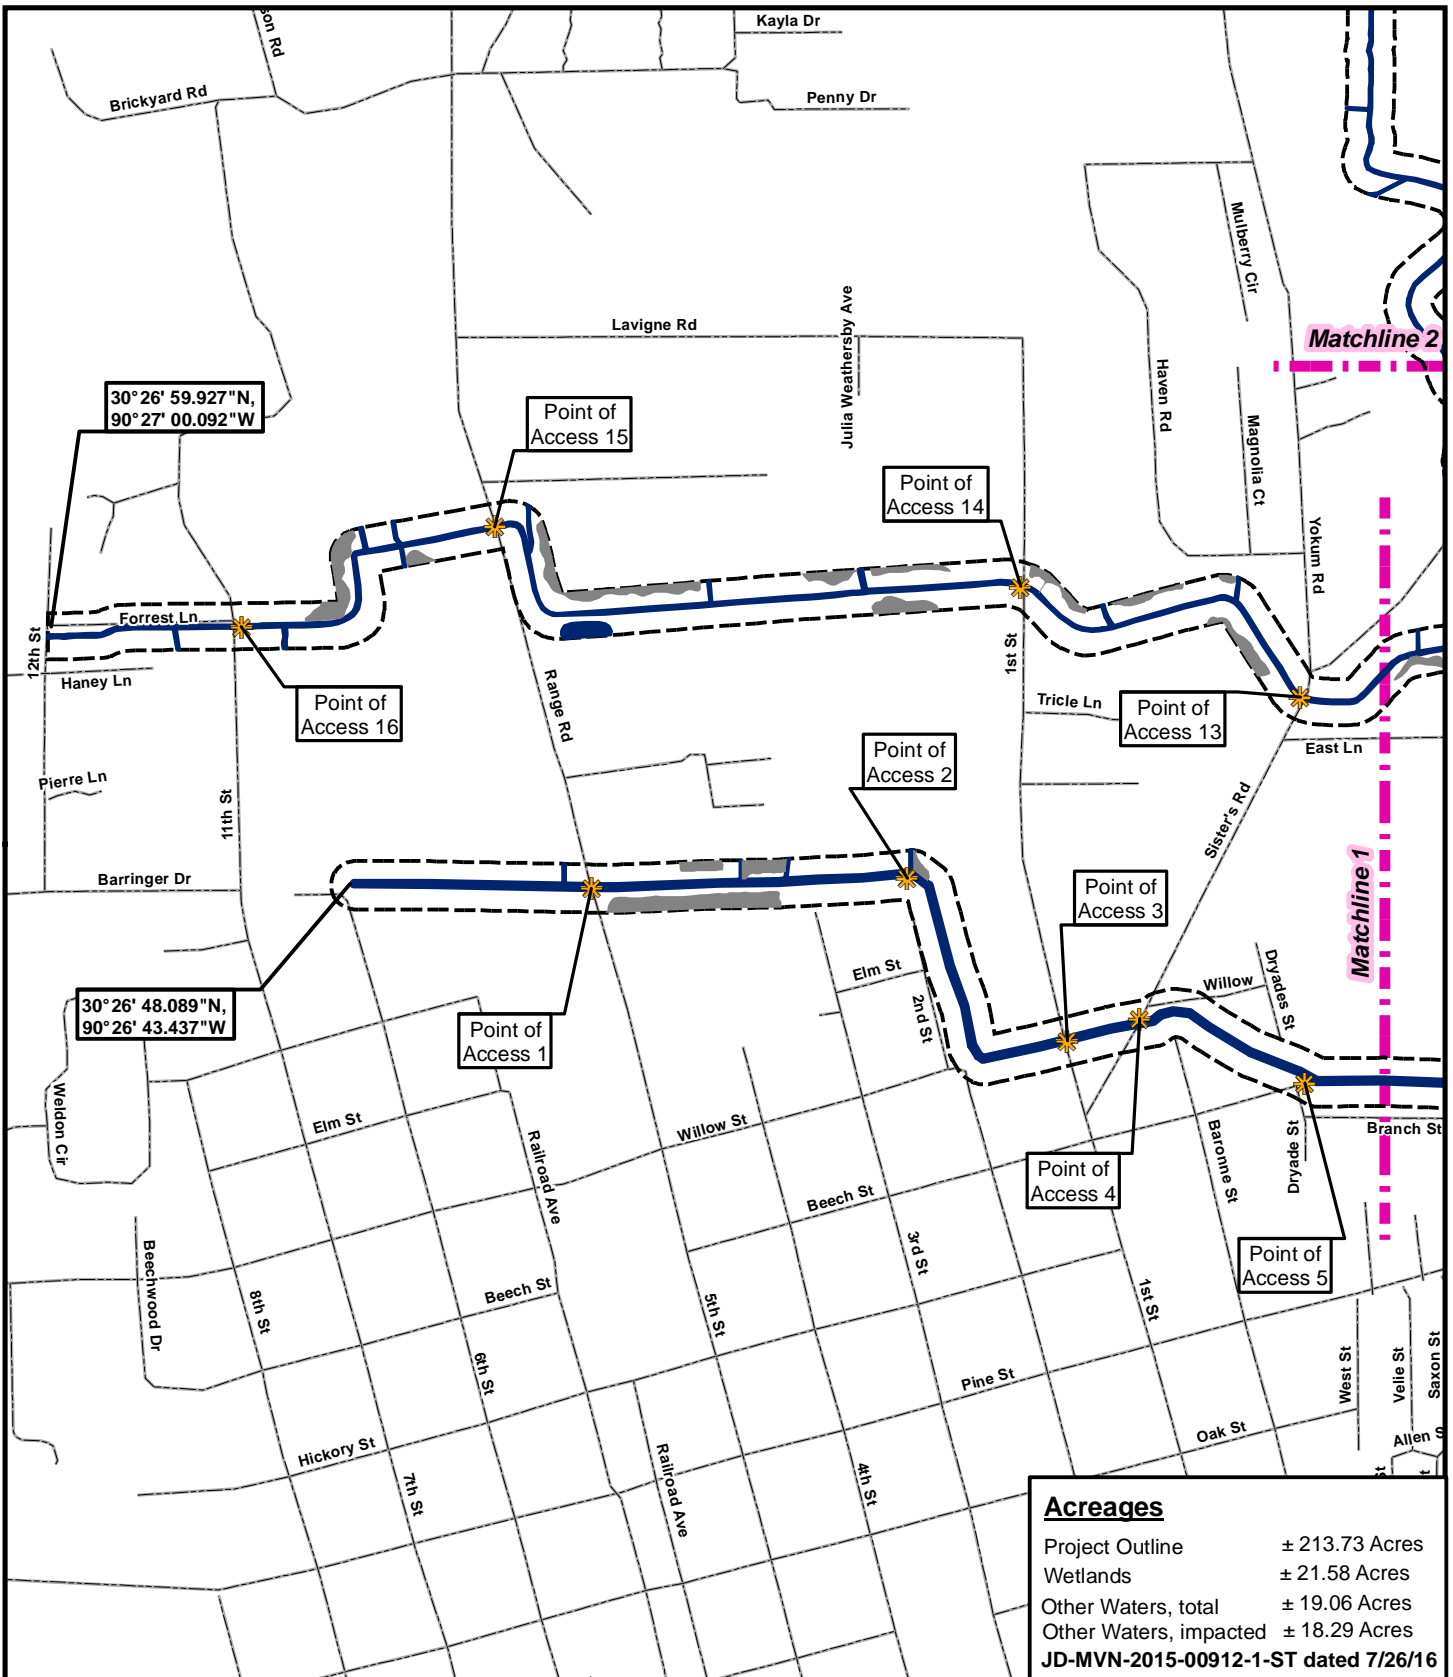 son Rd
Kayla Dr
Brickyard Rd
Penny Dr
Mulberry Cir
Lavigne Rd
Julia Weathersby Ave
Matchline 2
30°26' 59.927"N,
90°27' 00.092"W
Point of
Access 15
Haven Rd
Magnolia Ct
Point of
Access 14
Yokum Rd
Forrest Ln
12th St
Haney Ln
1st St
Range Rd
Point of
Access 16
Tricle Ln
Point of
Access 13
East Ln
Point of
Access 2
Pierre Ln
11th St
Sister's Rd
Barringer Dr
Point of
Access 3
Matchline1
Elm St
2nd St
Willow
Dryades St
30°26' 48.089"N,
90°26' 43.437"W
Point of
Access 1
Weldon Cir
Elm St
Railroad Ave
Willow St
Branch St
Dryade St
Baronne St
Point of
Access 4
Beech St
Beechwood Dr
3rd St
Point of
Access 5
8th St
Beech St
5th St
1st St
6th St
Pine St
West St
Velie St
Saxon St
Hickory St
Oak St
Allen S
St
t
7th St
Railroad Ave
4th St
Acreages
Project Outline ± 213.73 Acres
Wetlands ± 21.58 Acres
Other Waters, total ± 19.06 Acres
Other Waters, impacted ± 18.29 Acres
JD-MVN-2015-00912-1-ST dated 7/26/16